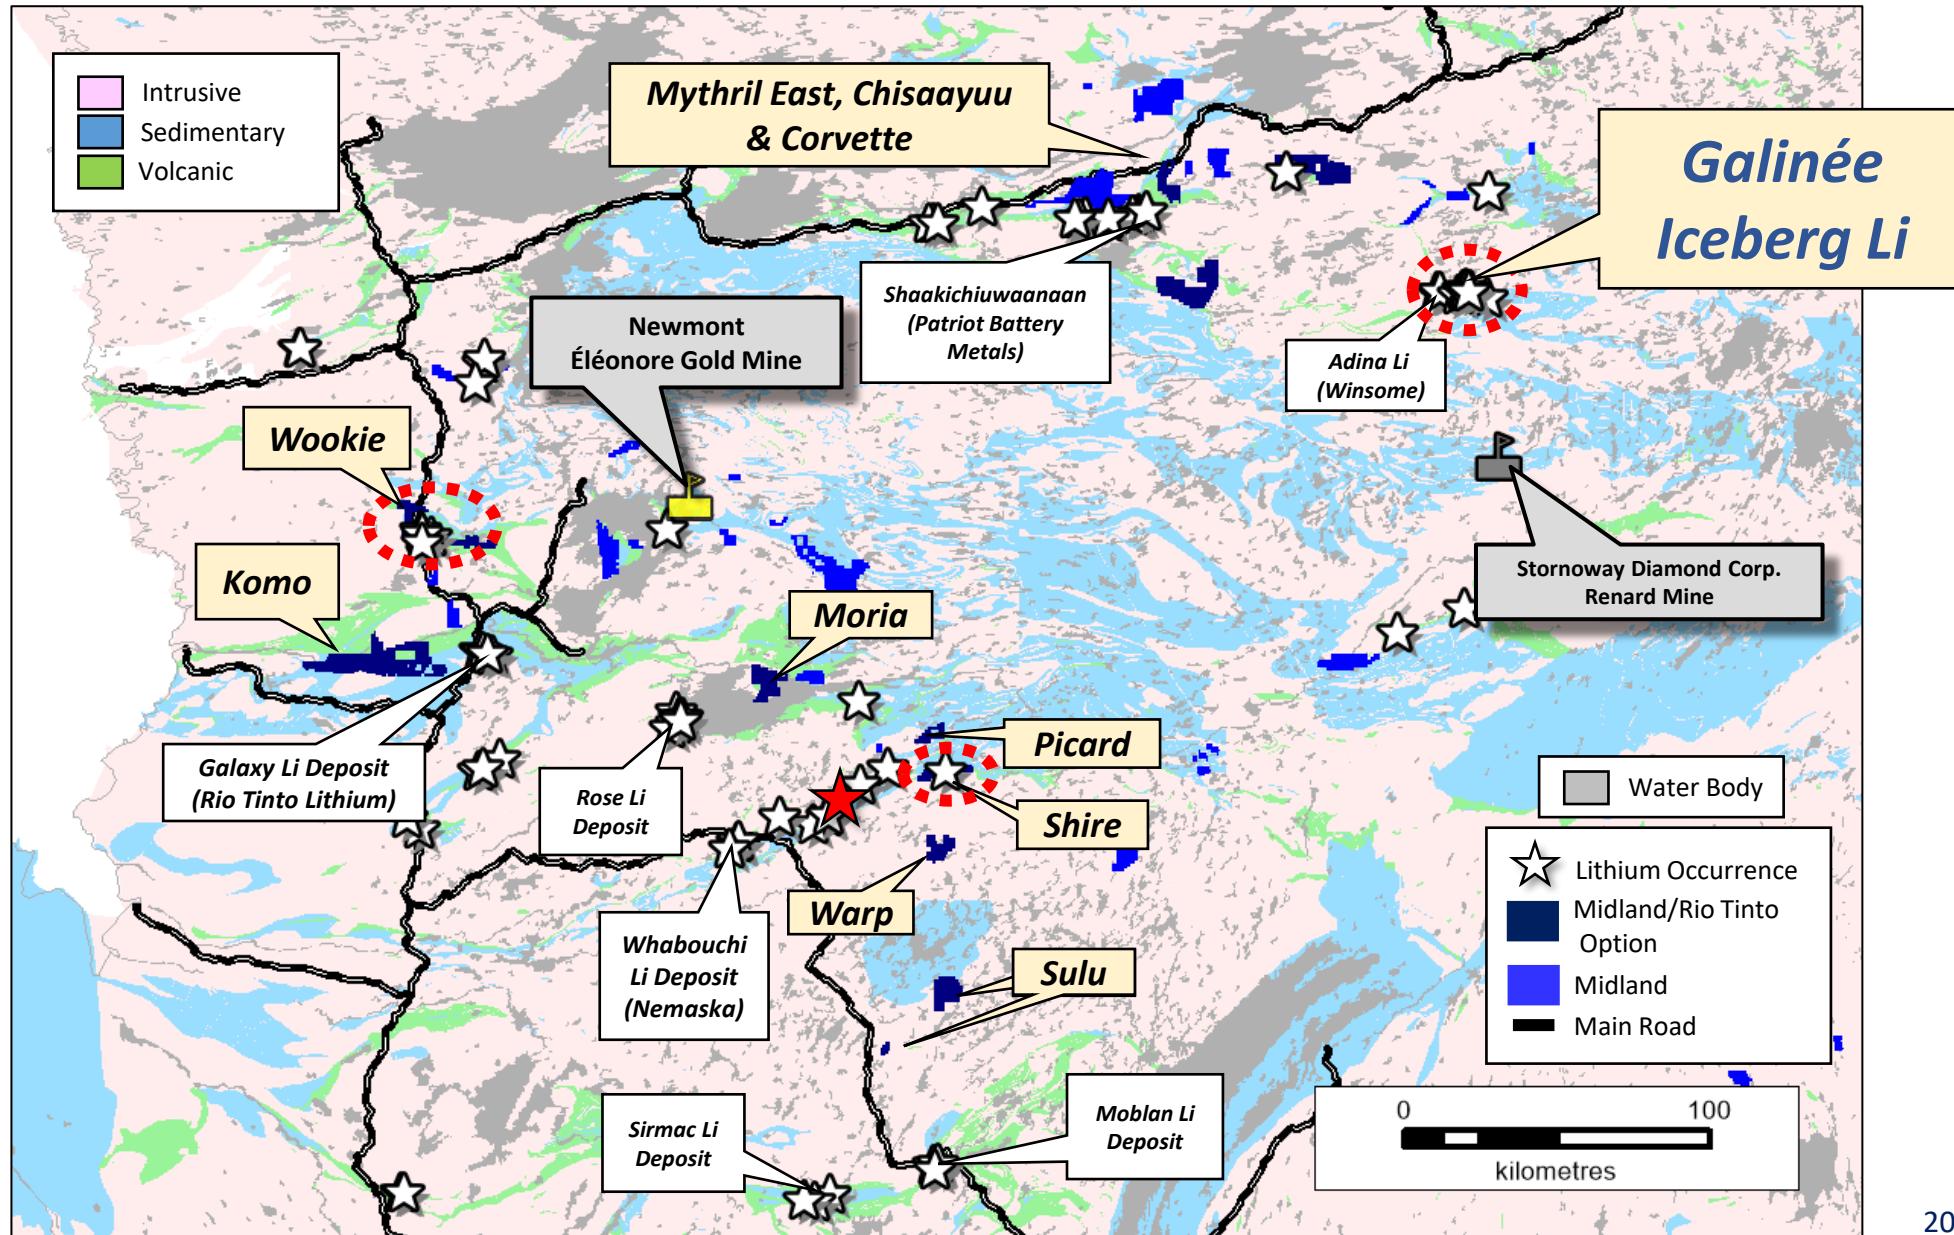 Intrusive
Sedimentary
Volcanic
Mythril East, Chisaayuu
& Corvette
Galinée
Iceberg Li
Shaakichiuwaanaan
(Patriot Battery
Metals)
Newmont
Éléonore Gold Mine
Adina Li
(Winsome)
Wookie
Komo
Stornoway Diamond Corp.
Renard Mine
Moria
Picard
Galaxy Li Deposit
(Rio Tinto Lithium)
Rose Li
Deposit
Shire
Water Body
Warp
Whabouchi
Li Deposit
(Nemaska)
Sulu
Lithium Occurrence
Midland/Rio Tinto
Option
Midland
Main Road
Sirmac Li
Deposit
Moblan Li
Deposit
0 100
kilometres
20